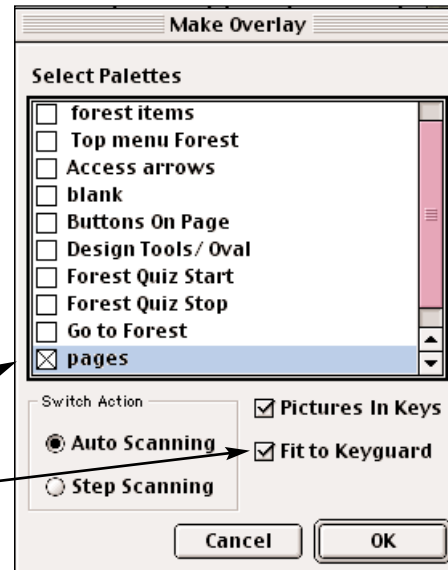 Make Overlay
Select Palettes
forest items
Top menu Forest
Access arrows
blank
Buttons On Page
Design Tools/ Oval
Forest Quiz Start
Forest Quiz Stop
Go to Forest
pages
Switch Action
Auto Scanning
Step Scanning
Pictures In Keys
Fit to Keyguard
Cancel
OK